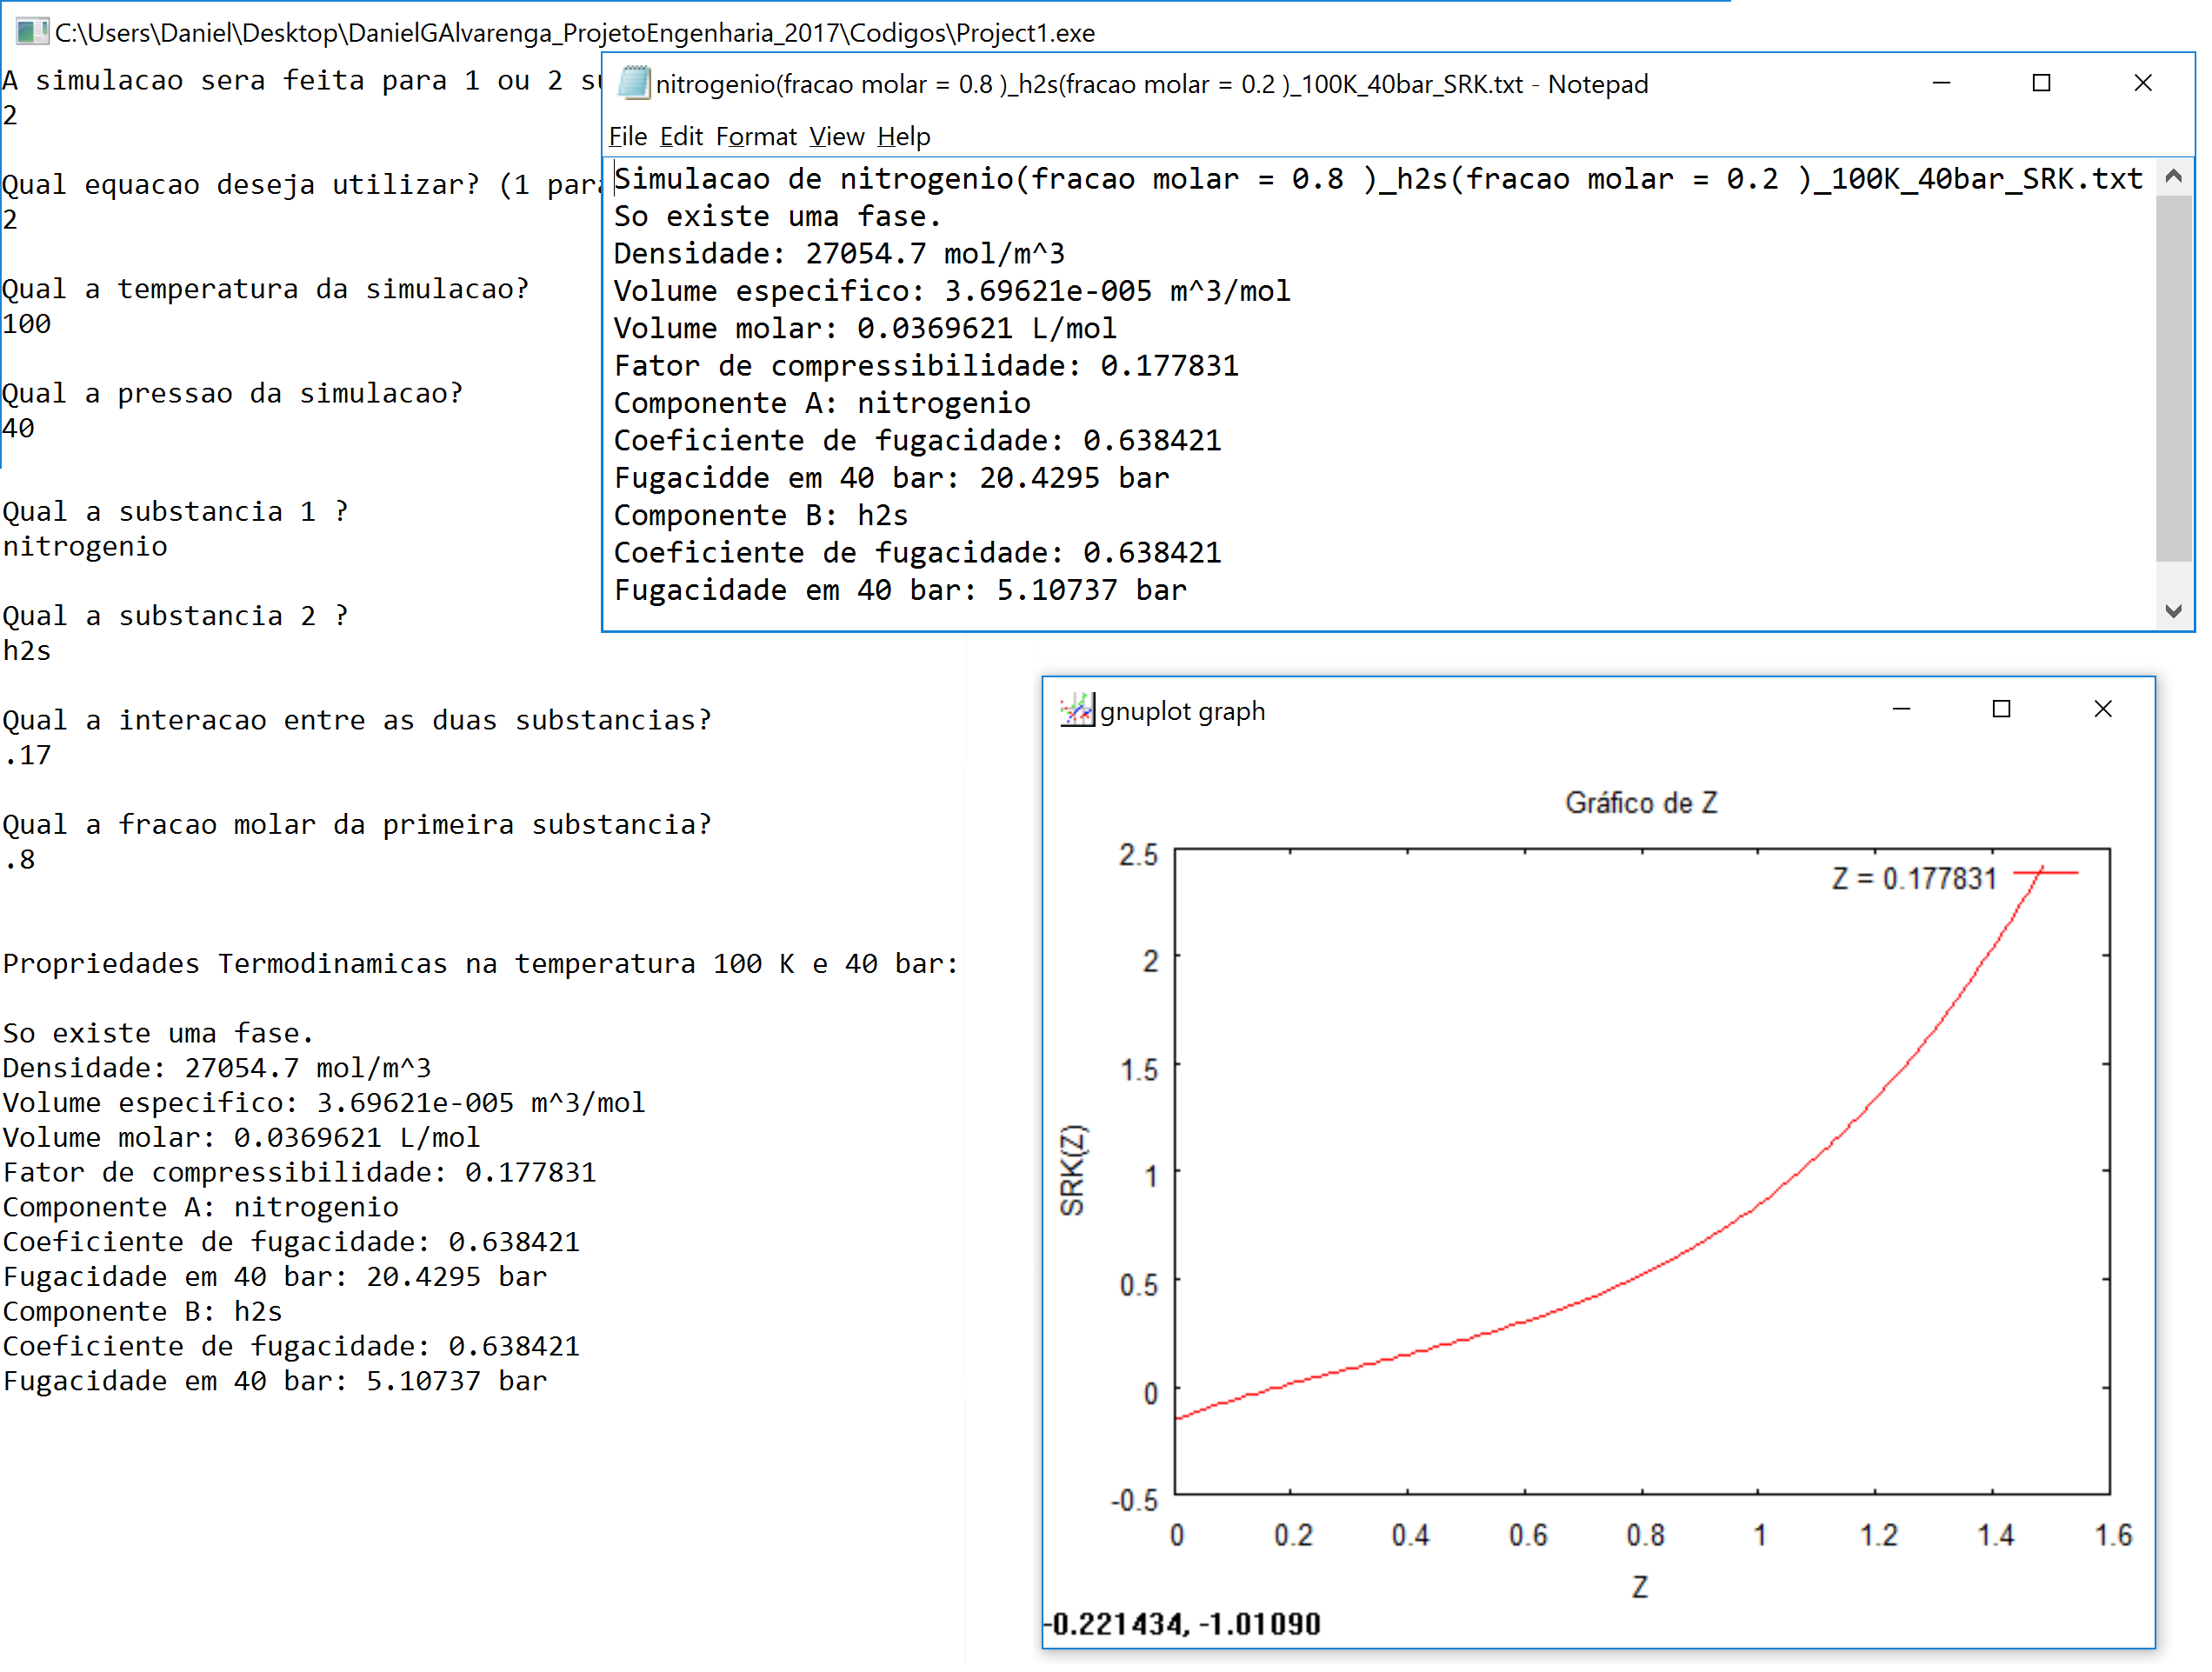 C:\Users\Daniel\Desktop\DanielGAlvarenga_ProjetoEngenharia_2017\Codigos\Project1.exe
A simulacao sera feita para 1 ou 2
2
Qual equacao deseja utilizar? (1
2
Qual a temperatura da simulacao?
100
Qual a pressao da simulacao?
40
Qual a substancia 1 ?
nitrogenio
Qual a substancia 2 ?
h2s
Qual a interacao entre as duas substancias?
.17
Qual a fracao molar da primeira substancia?
.8
Propriedades Termodinamicas na temperatura 100 K e 40 bar:
So existe uma fase.
Densidade: 27054.7 mol/m^3
Volume especifico: 3.69621e-005 m^3/mol
Volume molar: 0.0369621 L/mol
Fator de compressibilidade: 0.177831
Componente A: nitrogenio
Coeficiente de fugacidade: 0.638421
Fugacidade em 40 bar: 20.4295 bar
Componente B: h2s
Coeficiente de fugacidade: 0.638421
Fugacidade em 40 bar: 5.10737 bar
nitrogenio(fracao molar = 0.8 )_h2s(fracao molar = 0.2 )_100K_40bar_SRK.txt - Notepad
File Edit Format View Help
Simulacao de nitrogenio(fracao molar = 0.8 )_h2s(fracao molar = 0.2 )_100K_40bar_SRK.txt
So existe uma fase.
Densidade: 27054.7 mol/m^3
Volume especifico: 3.69621e-005 m^3/mol
Volume molar: 0.0369621 L/mol
Fator de compressibilidade: 0.177831
Componente A: nitrogenio
Coeficiente de fugacidade: 0.638421
Fugacidde em 40 bar: 20.4295 bar
Componente B: h2s
Coeficiente de fugacidade: 0.638421
Fugacidade em 40 bar: 5.10737 bar
gnuplot graph
Gráfico de Z
Z = 0.177831
2.5
2
1.5
1
0.5
0
-0.5
SRK(Z)
0 0.2 0.4 0.6 0.8 1 1.2 1.4 1.6
Z
-0.221434, -1.01090